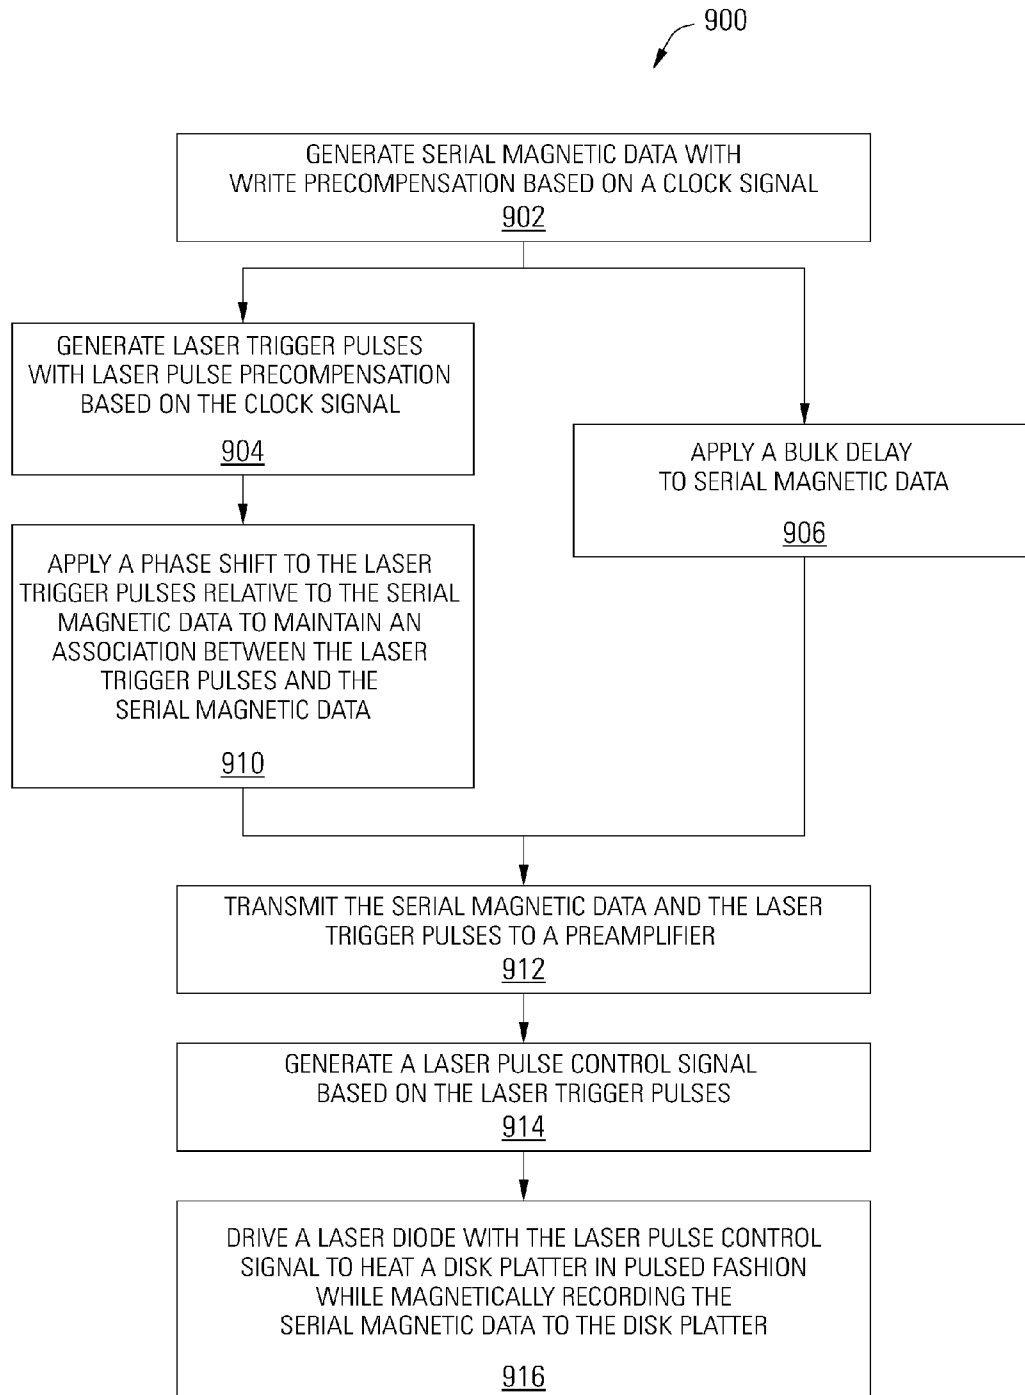 900
GENERATE SERIAL MAGNETIC DATA WITH
WRITE PRECOMPENSATION BASED ON A CLOCK SIGNAL
902
GENERATE LASER TRIGGER PULSES
WITH LASER PULSE PRECOMPENSATION
BASED ON THE CLOCK SIGNAL
904
APPLY A BULK DELAY
TO SERIAL MAGNETIC DATA
906
APPLY A PHASE SHIFT TO THE LASER
TRIGGER PULSES RELATIVE TO THE SERIAL
MAGNETIC DATA TO MAINTAIN AN
ASSOCIATION BETWEEN THE LASER
TRIGGER PULSES AND THE
SERIAL MAGNETIC DATA
910
TRANSMIT THE SERIAL MAGNETIC DATA AND THE LASER
TRIGGER PULSES TO A PREAMPLIFIER
912
GENERATE A LASER PULSE CONTROL SIGNAL
BASED ON THE LASER TRIGGER PULSES
914
DRIVE A LASER DIODE WITH THE LASER PULSE CONTROL
SIGNAL TO HEAT A DISK PLATTER IN PULSED FASHION
WHILE MAGNETICALLY RECORDING THE
SERIAL MAGNETIC DATA TO THE DISK PLATTER
916